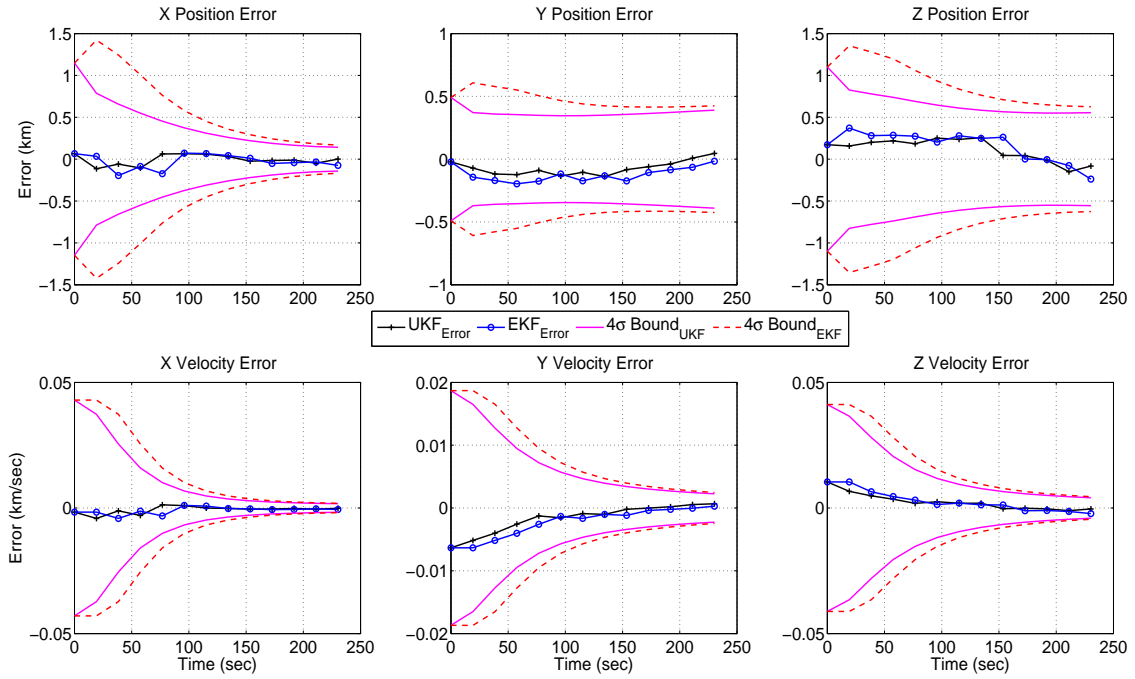 X Position Error
Y Position Error
Z Position Error
Error (km)
1.5
1
0.5
0
−0.5
−1
−1.5
0 50 100 150 200 250
1
0.5
0
−0.5
−1
0 50 100 150 200 250
1.5
1
0.5
0
−0.5
−1
−1.5
0 50 100 150 200 250
UKF_Error EKF_Error 4σ Bound_UKF 4σ Bound_EKF
X Velocity Error
Y Velocity Error
Z Velocity Error
Error (km/sec)
0.05
0
−0.05
0 50 100 150 200 250
Time (sec)
0.02
0.01
0
−0.01
−0.02
0 50 100 150 200 250
Time (sec)
0.05
0
−0.05
0 50 100 150 200 250
Time (sec)